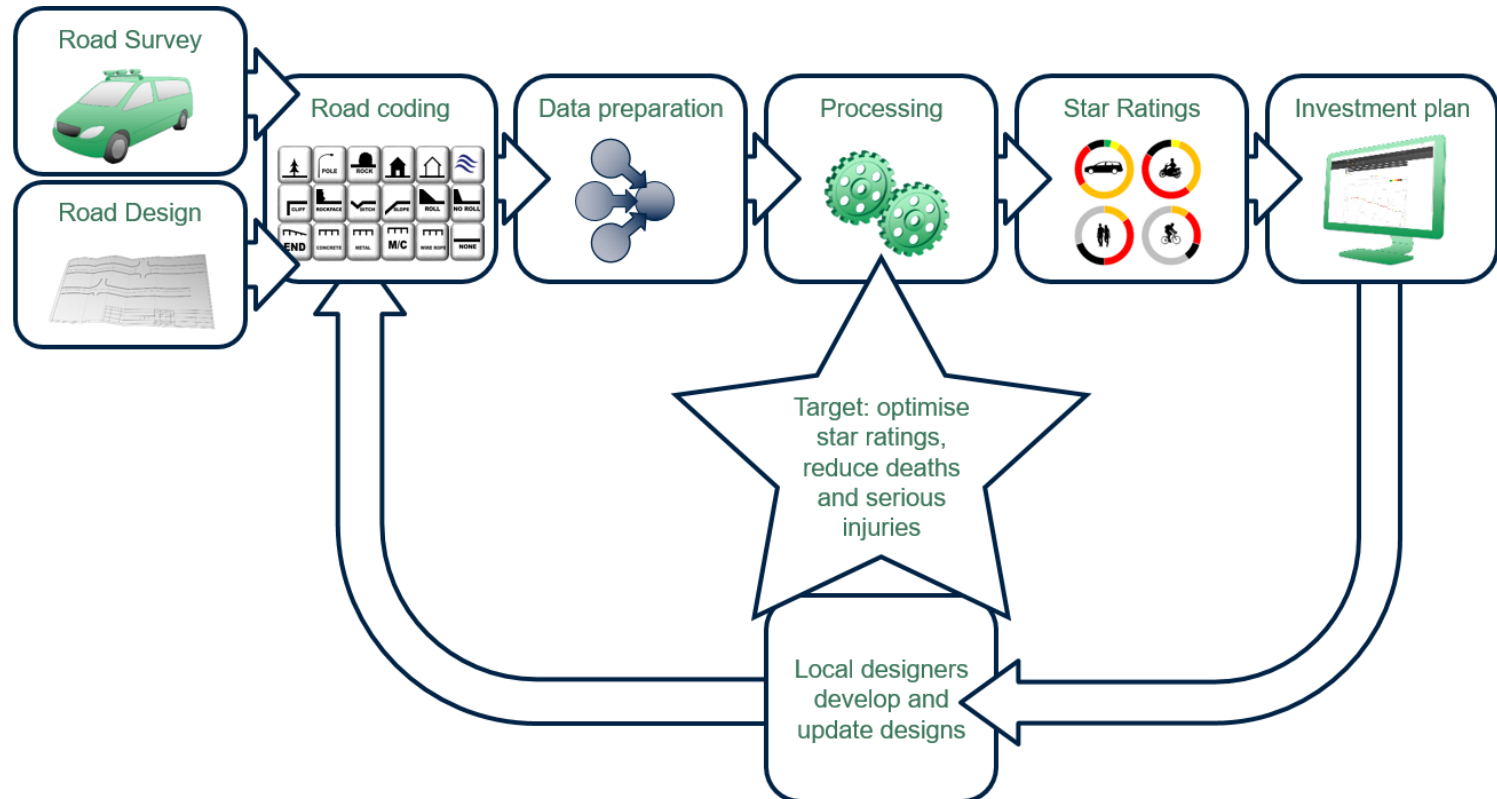 Road Survey
Road Design
Road coding
POLE
ROCK
CLIFF
ROCKFACE
DITCH
SLOPE
ROLL
NO ROLL
END
CONCRETE
METAL
M/C
WIRE ROPE
NONE
Data preparation
Processing
Star Ratings
Investment plan
Target: optimise
star ratings,
reduce deaths
and serious
injuries
Local designers
develop and
update designs